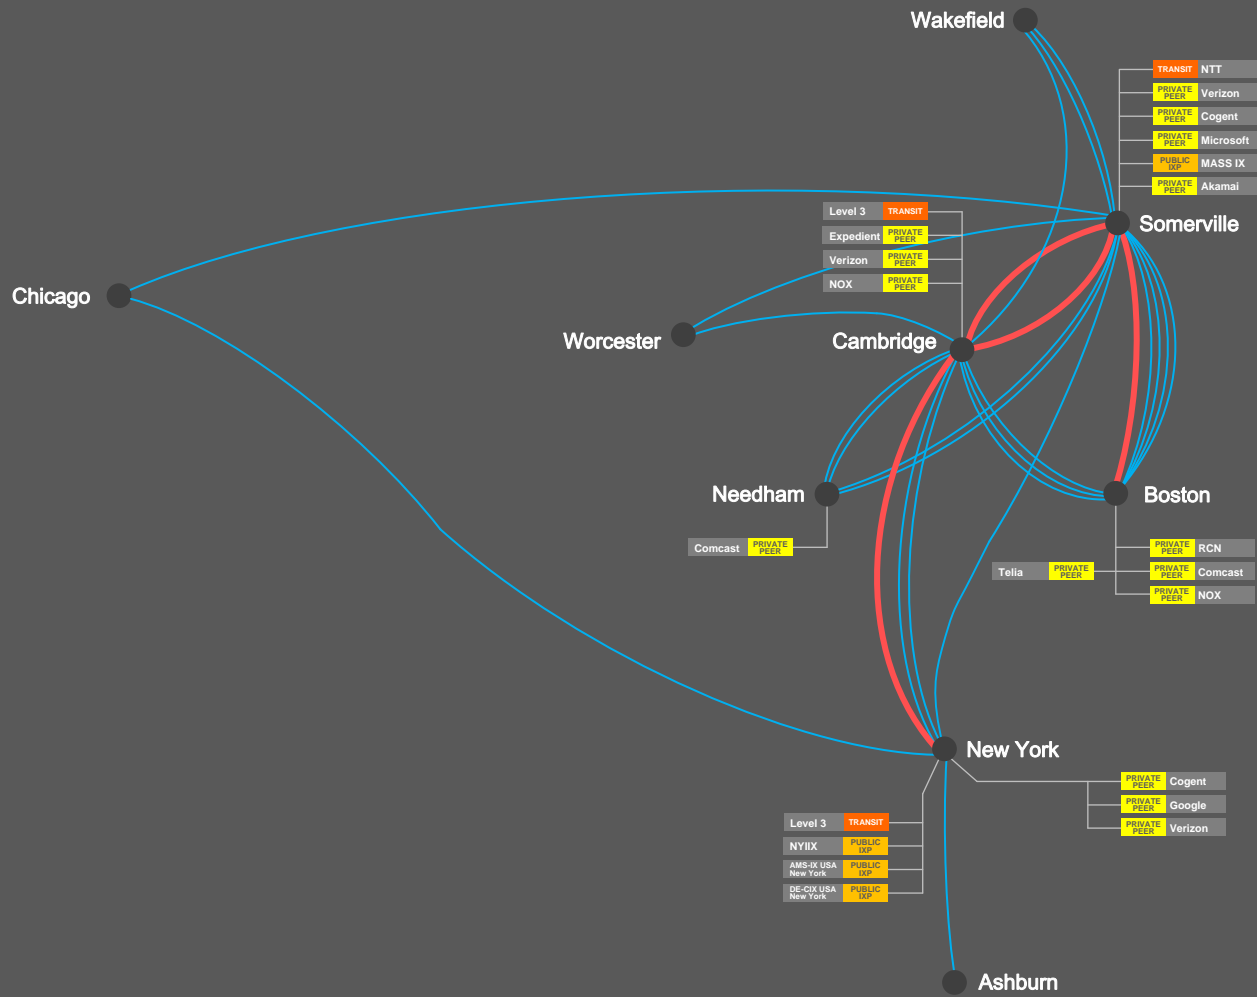 Wakefield
TRANSIT NTT
PRIVATE
PEER
Verizon
PRIVATE
PEER
Cogent
PRIVATE
PEER
Microsoft
PUBLIC
IXP
MASS IX
PRIVATE
PEER
Akamai
Somerville
Level 3 TRANSIT
Expedient
PRIVATE
PEER
Verizon
PRIVATE
PEER
NOX
PRIVATE
PEER
Chicago
Worcester
Cambridge
Needham
Boston
Comcast
PRIVATE
PEER
PRIVATE
PEER
RCN
Telia
PRIVATE
PEER
PRIVATE
PEER
Comcast
PRIVATE
PEER
NOX
New York
PRIVATE
PEER
Cogent
PRIVATE
PEER
Google
PRIVATE
PEER
Verizon
Level 3 TRANSIT
NYIIX
PUBLIC
IXP
AMS-IX USA
New York
PUBLIC
IXP
DE-CIX USA
New York
PUBLIC
IXP
Ashburn